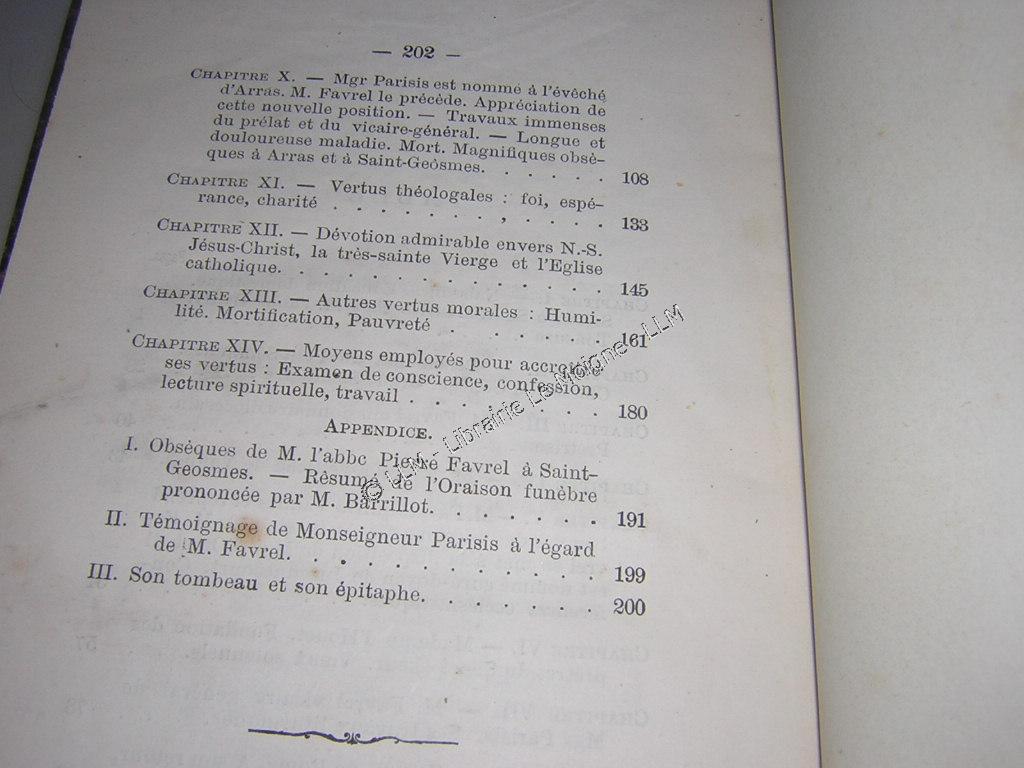 — 202 —
CHAPITRE X. — Mgr Parisis est nommé à l'évêché
d'Arras. M. Favrel le précède. Appréciation de
cette nouvelle position. — Travaux immenses
du prélat et du vicaire-général. — Longue et
douloureuse maladie. Mort. Magnifiques obsè-
ques à Arras et à Saint-Geósmes. . . . . . 108
CHAPITRE XI. — Vertus théologales : foi, espé-
rance, charité . . . . . . , . . . . 133
CHAPITRE XII. — Dévotion admirable envers N.-S.
Jésus-Christ, la très-sainte Vierge et l'Eglise
catholique. . . . . . . . . . . . . 145
CHAPITRE XIII. — Autres vertus morales : Humi-
lité. Mortification, Pauvreté . . . . . . 161
CHAPITRE XIV. — Moyens employés pour accroître
ses vertus : Examen de conscience, confession,
lecture spirituelle, travail . . . . . . . 180
APPENDICE.
I. Obsèques de M. l'abbc Pierre Favrel à Saint-
Geosmes. — Rèsumé de l'Oraison funèbre
prononcée par M. Barrillot. . . . . . . 191
II. Témoignage de Monseigneur Parisis à l'égard
de M. Favrel. . . . . . . . . . . . 199
III. Son tombeau et son épitaphe. . . . . . . 200
© LLM - Librairie Le Moigne - LLM